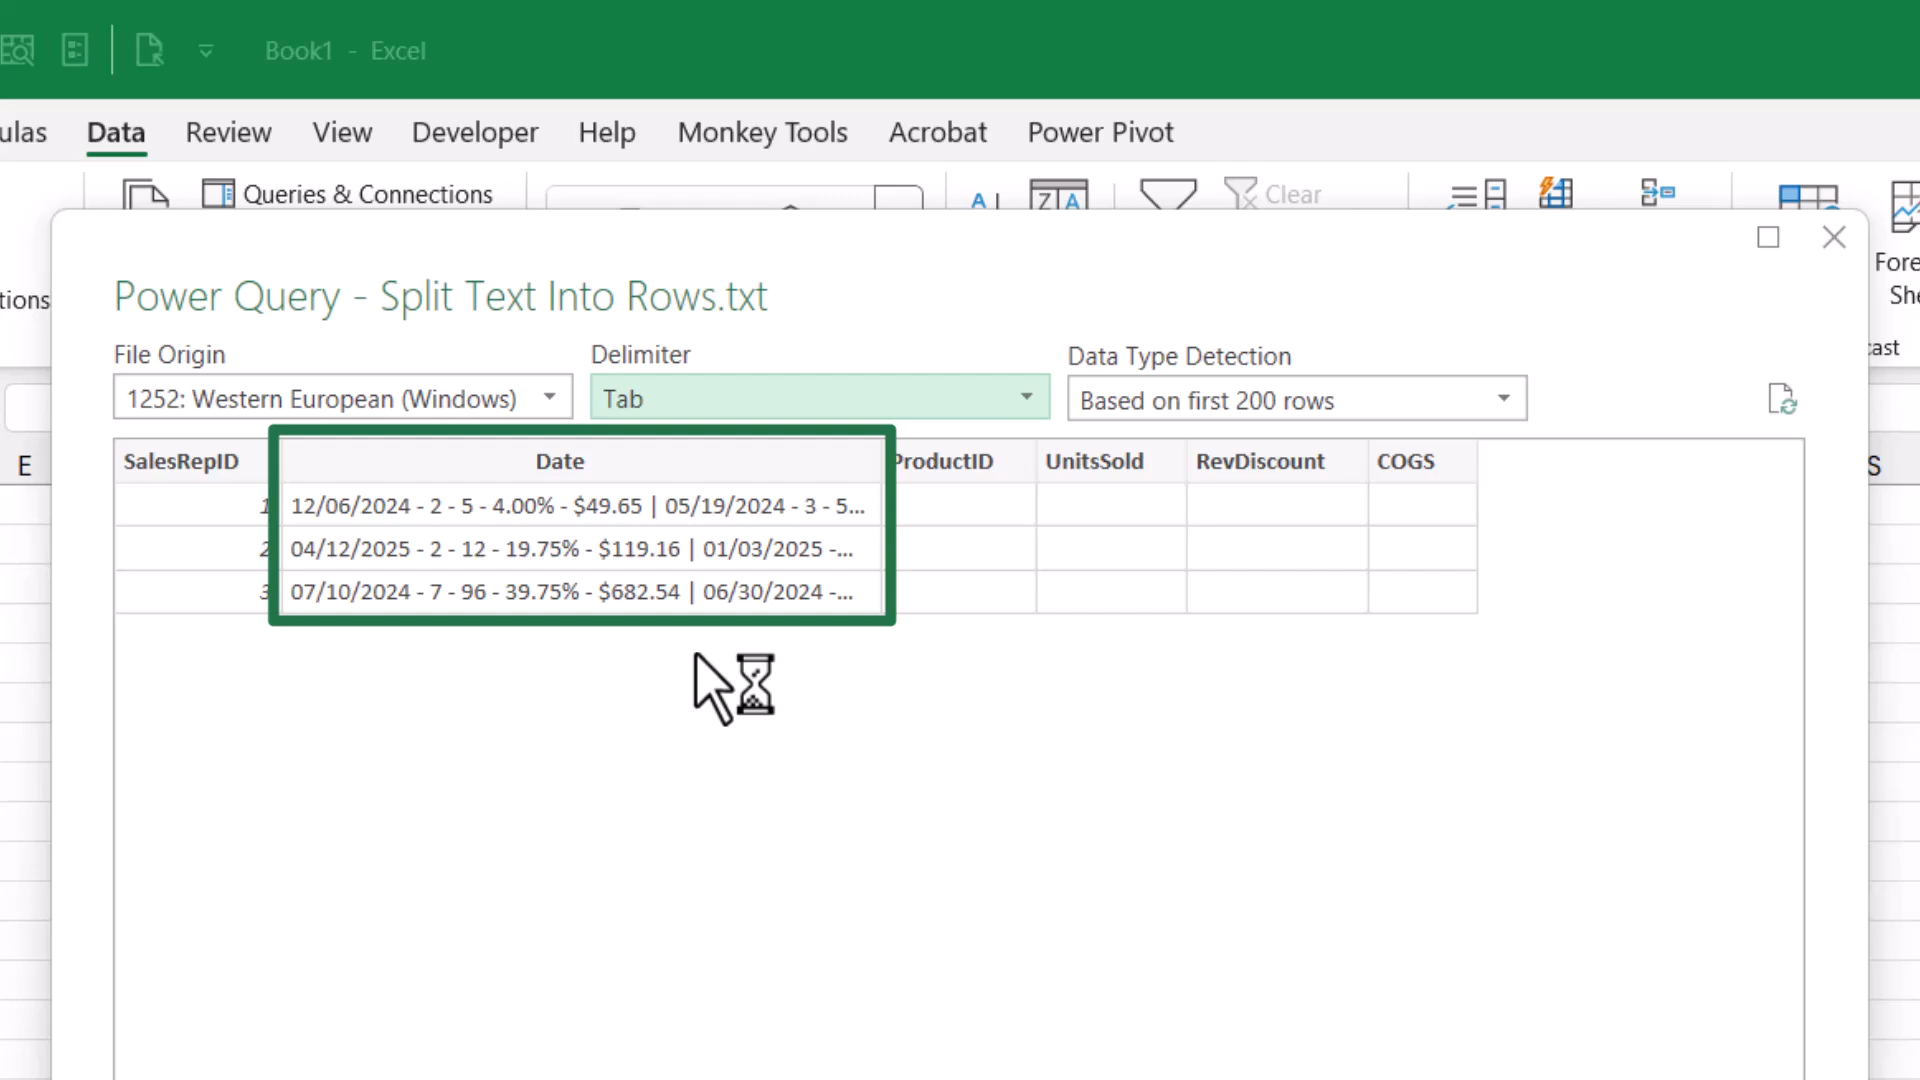 Book1 - Excel
ulas Data Review View Developer Help Monkey Tools Acrobat Power Pivot
Queries & Connections
Clear
tions
Fore
She
cast
Power Query - Split Text Into Rows.txt
File Origin Delimiter Data Type Detection
1252: Western European (Windows) Tab Based on first 200 rows
E
S
SalesRepID Date ProductID UnitsSold RevDiscount COGS
1 12/06/2024 - 2 - 5 - 4.00% - $49.65 | 05/19/2024 - 3 - 5...
2 04/12/2025 - 2 - 12 - 19.75% - $119.16 | 01/03/2025 -...
3 07/10/2024 - 7 - 96 - 39.75% - $682.54 | 06/30/2024 -...